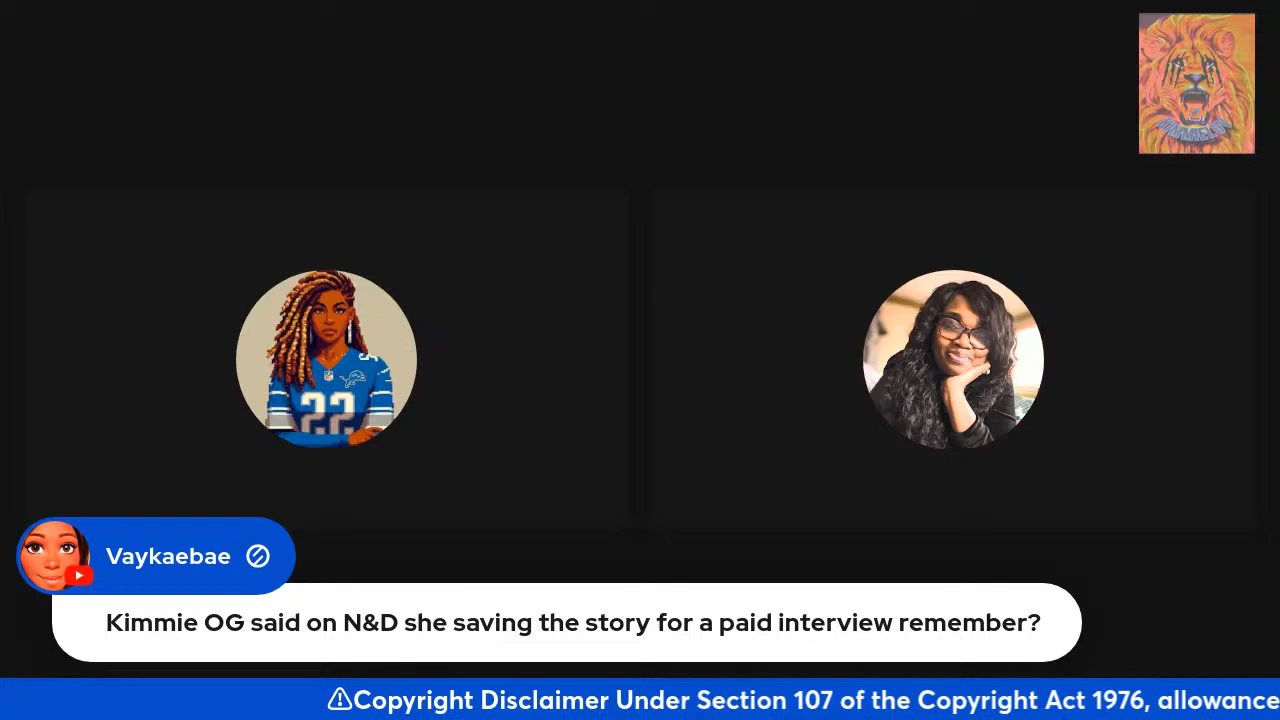 22
Vaykaebae
Kimmie OG said on N&D she saving the story for a paid interview remember?
⚠Copyright Disclaimer Under Section 107 of the Copyright Act 1976, allowance